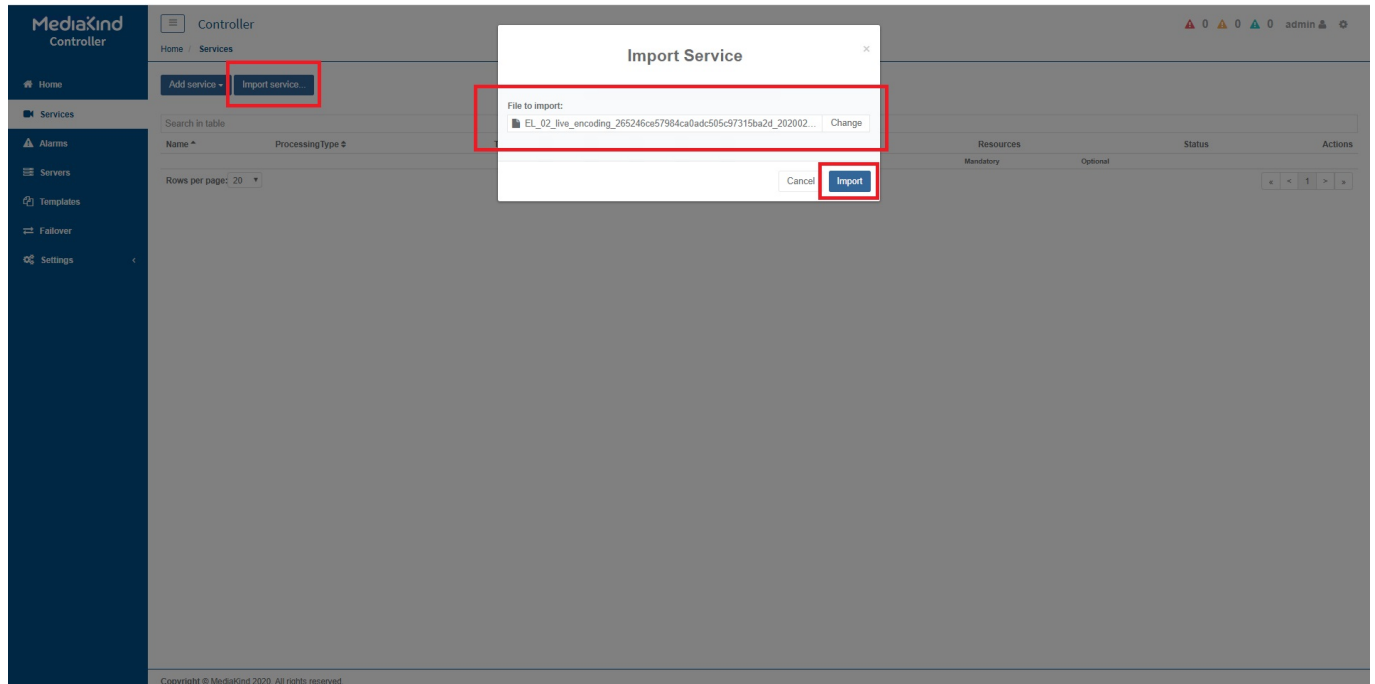 MediaKind
Controller
Controller
0 0 0 admin
Home / Services
Import Service
×
Home
Services
Alarms
Servers
Templates
Failover
Settings
Add service
Import service...
File to import:
EL_02_live_encoding_265246ce57984ca0adc505c97315ba2d_202002...
Change
Cancel
Import
Search in table
Name
ProcessingType
Resources
Status
Actions
Mandatory
Optional
Rows per page: 20
« < 1 > »
Copyright © MediaKind 2020. All rights reserved